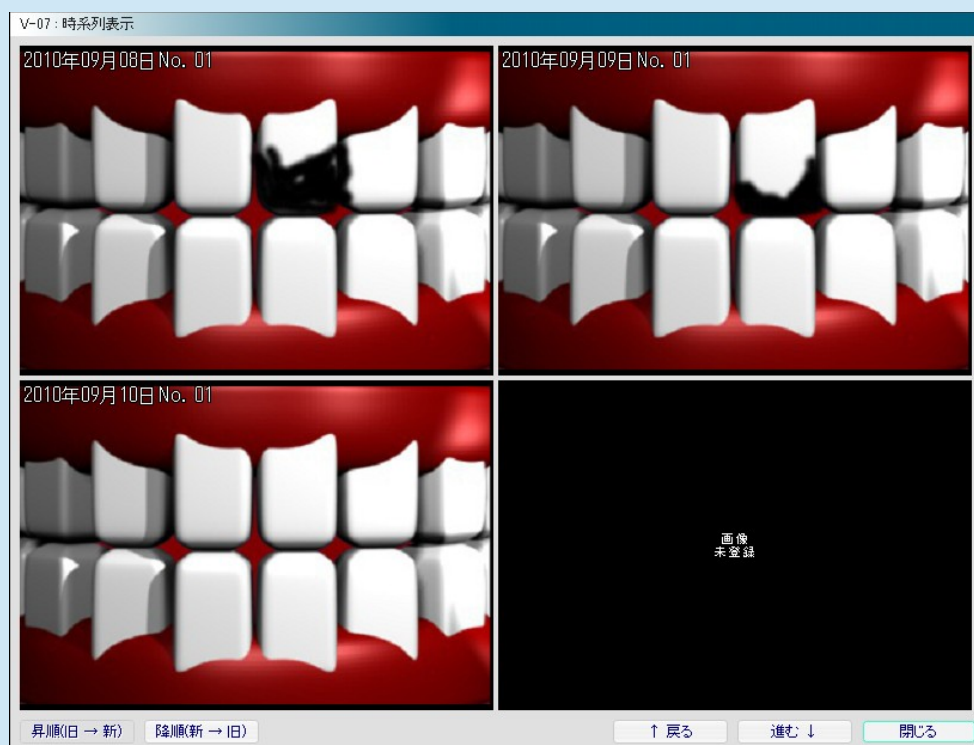 V-07:時系列表示
2010年09月08日 No. 01
2010年09月09日 No. 01
2010年09月10日 No. 01
画像
未登録
昇順(旧 → 新)
降順(新 → 旧)
↑ 戻る
進む ↓
閉じる